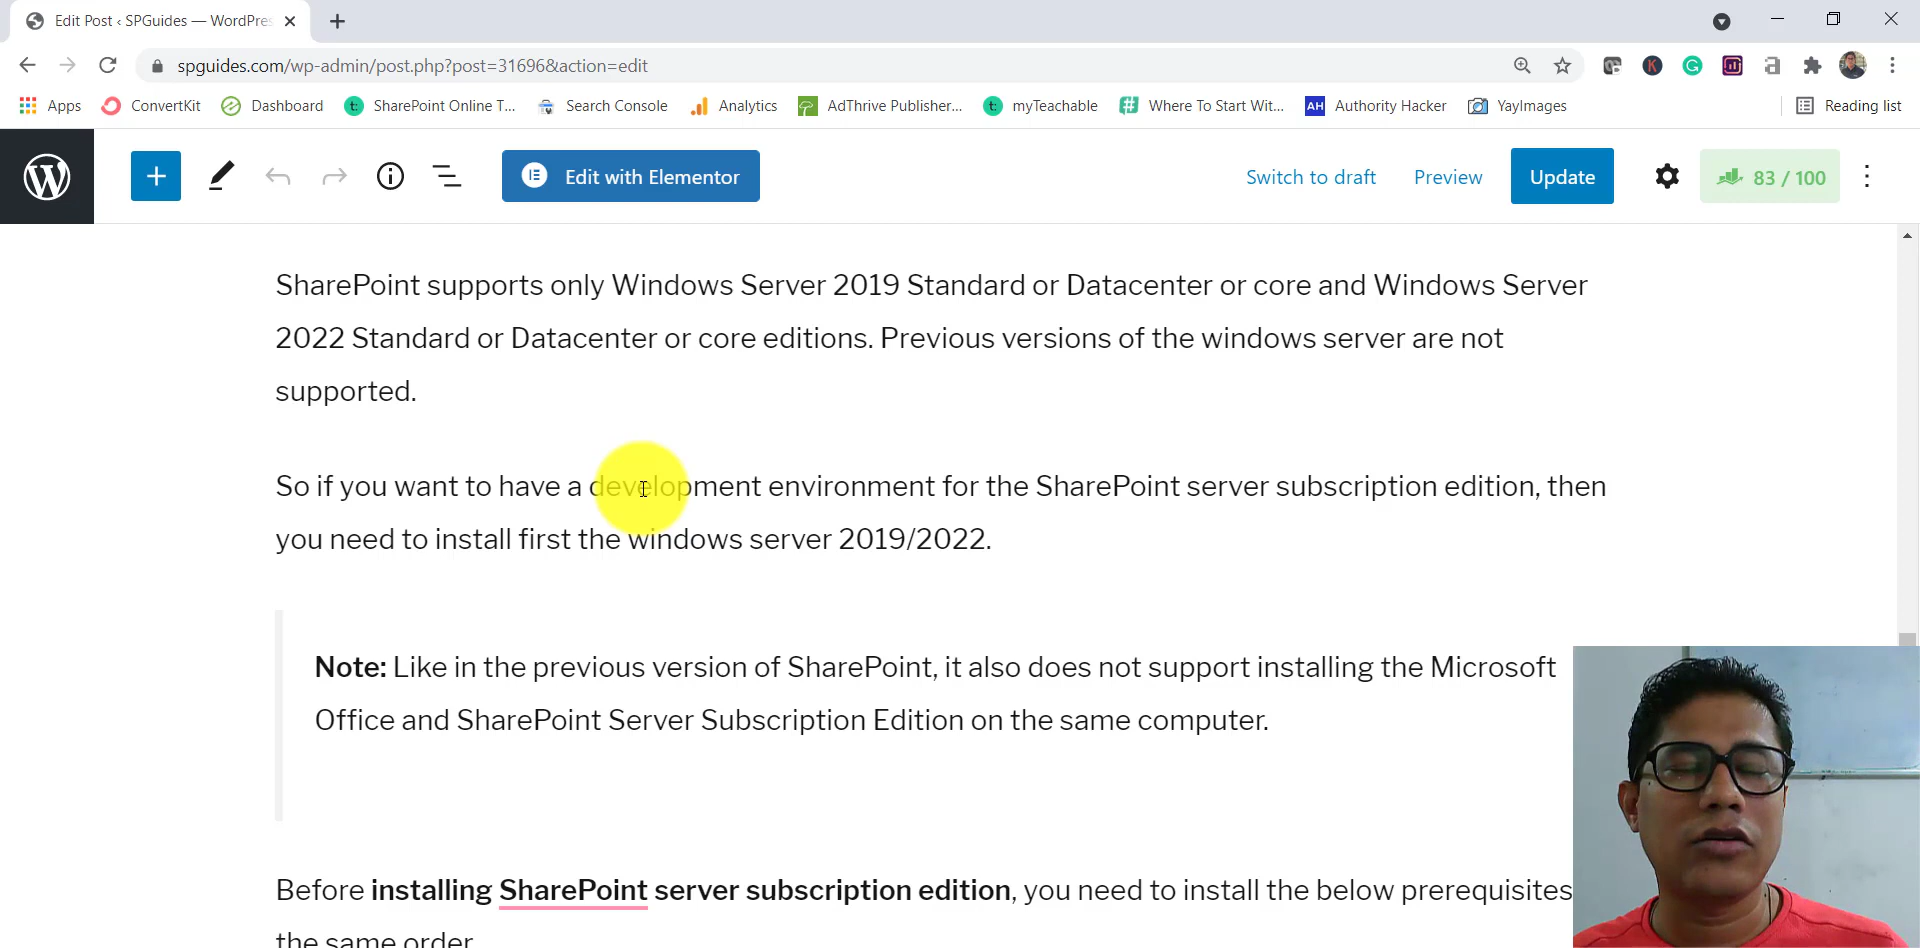 Edit Post ‹ SPGuides — WordPres
spguides.com/wp-admin/post.php?post=31696&action=edit
Apps ConvertKit Dashboard SharePoint Online T... Search Console Analytics AdThrive Publisher... myTeachable Where To Start Wit... AH Authority Hacker YayImages Reading list
Edit with Elementor Switch to draft Preview Update 83 / 100
SharePoint supports only Windows Server 2019 Standard or Datacenter or core and Windows Server
2022 Standard or Datacenter or core editions. Previous versions of the windows server are not
supported.
So if you want to have a development environment for the SharePoint server subscription edition, then
you need to install first the windows server 2019/2022.
Note: Like in the previous version of SharePoint, it also does not support installing the Microsoft
Office and SharePoint Server Subscription Edition on the same computer.
Before installing SharePoint server subscription edition, you need to install the below prerequisites
the same order